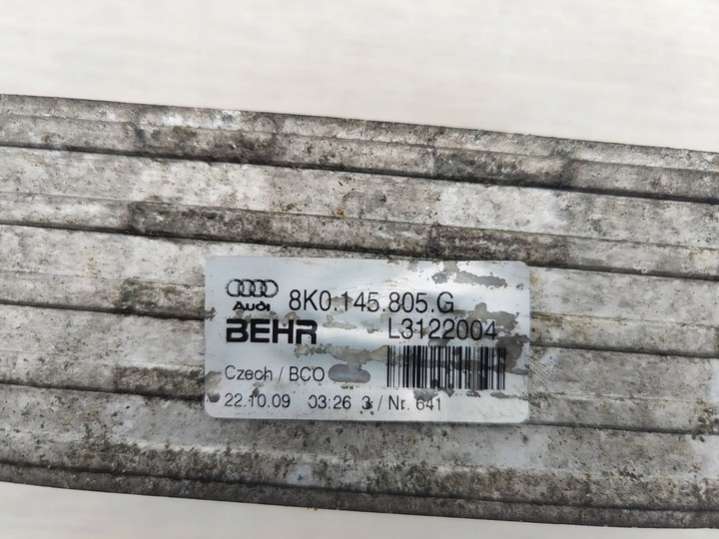 8K0.145.805.G
Audi
BEHR L3122004
Czech / BCO
22.10.09 03:26 3 / Nr. 641